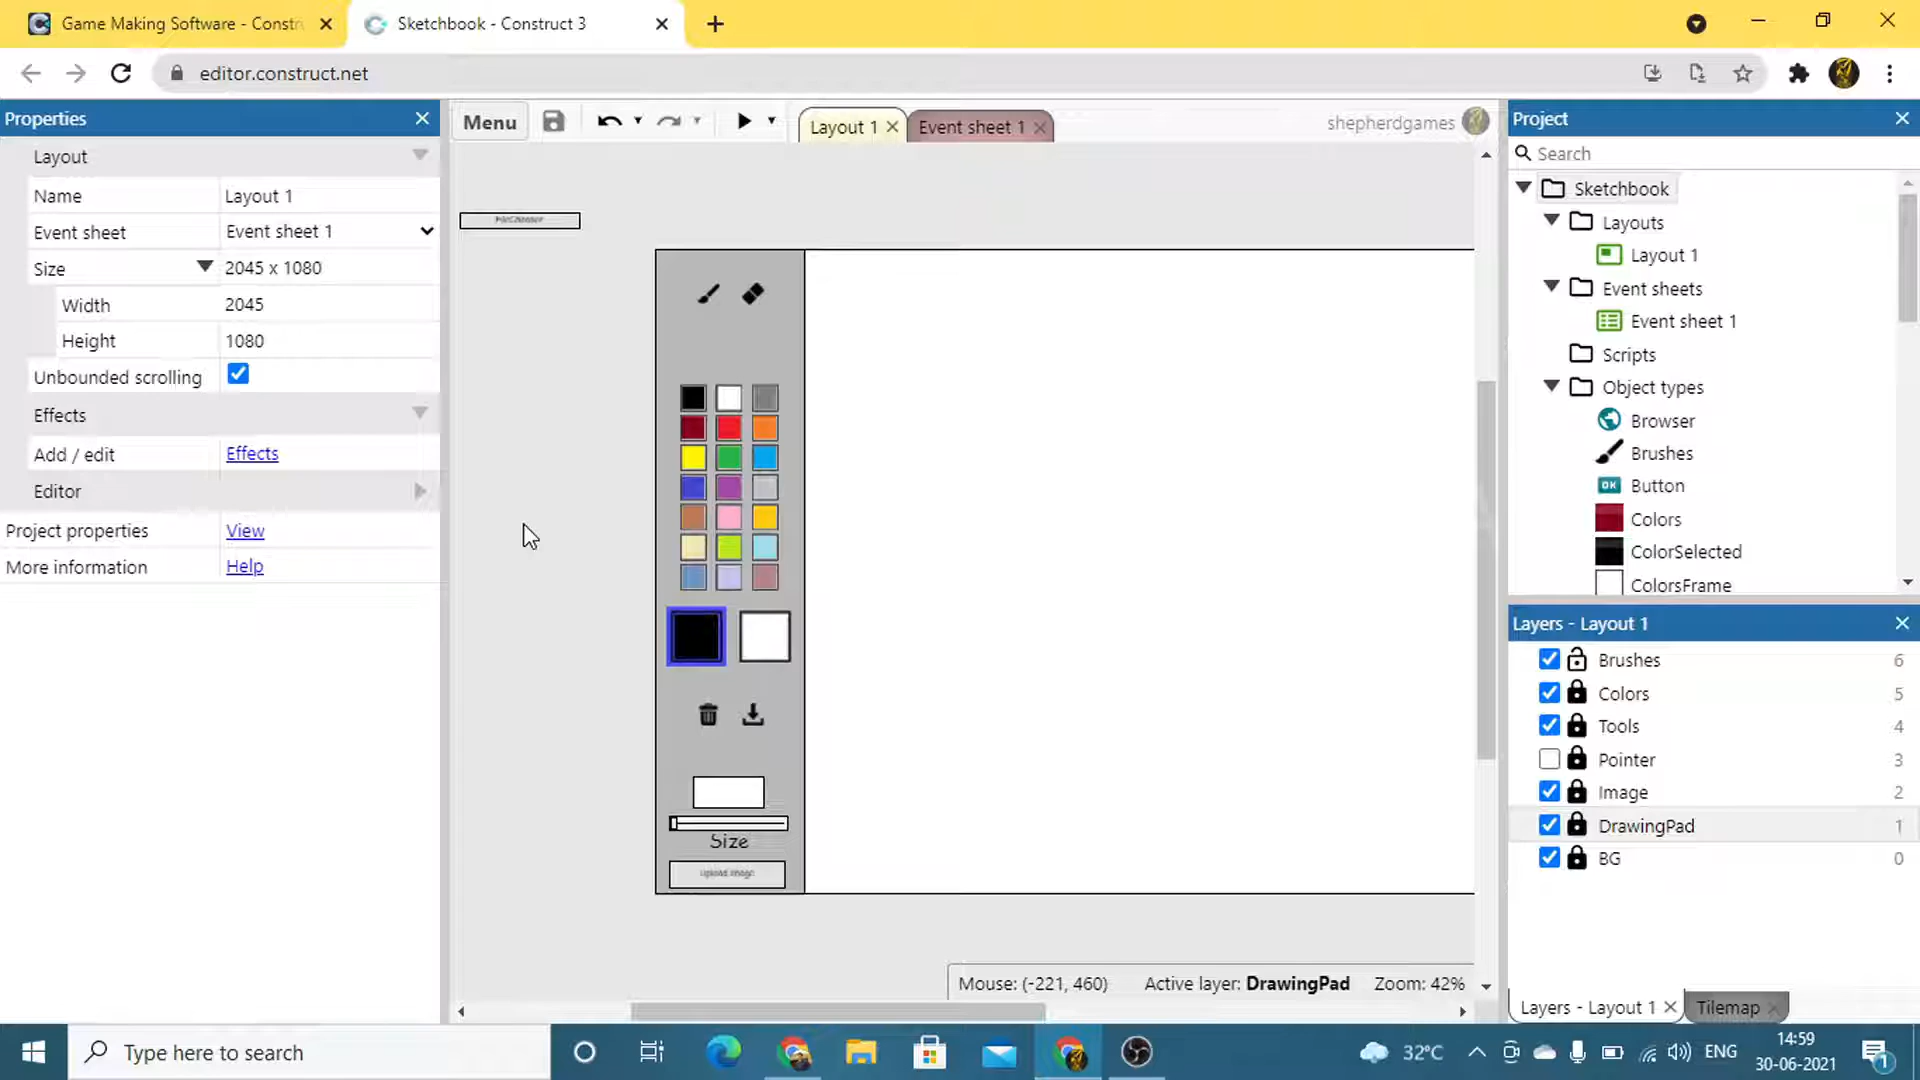 Game Making Software - Constr
Sketchbook - Construct 3
editor.construct.net
Properties
Layout
Name
Layout 1
Event sheet
Event sheet 1
Size
2045 x 1080
Width
2045
Height
1080
Unbounded scrolling
Effects
Add / edit
Effects
Editor
Project properties
View
More information
Help
Menu
Layout 1
Event sheet 1
shepherdgames
FileChooser
Size
Upload Image
Mouse: (-221, 460)
Active layer: DrawingPad
Zoom: 42%
Project
Search
Sketchbook
Layouts
Layout 1
Event sheets
Event sheet 1
Scripts
Object types
Browser
Brushes
OK
Button
Colors
ColorSelected
ColorsFrame
Layers - Layout 1
Brushes 6
Colors 5
Tools 4
Pointer 3
Image 2
DrawingPad 1
BG 0
Layers - Layout 1
Tilemap
Type here to search
32°C
ENG
14:59
30-06-2021
1